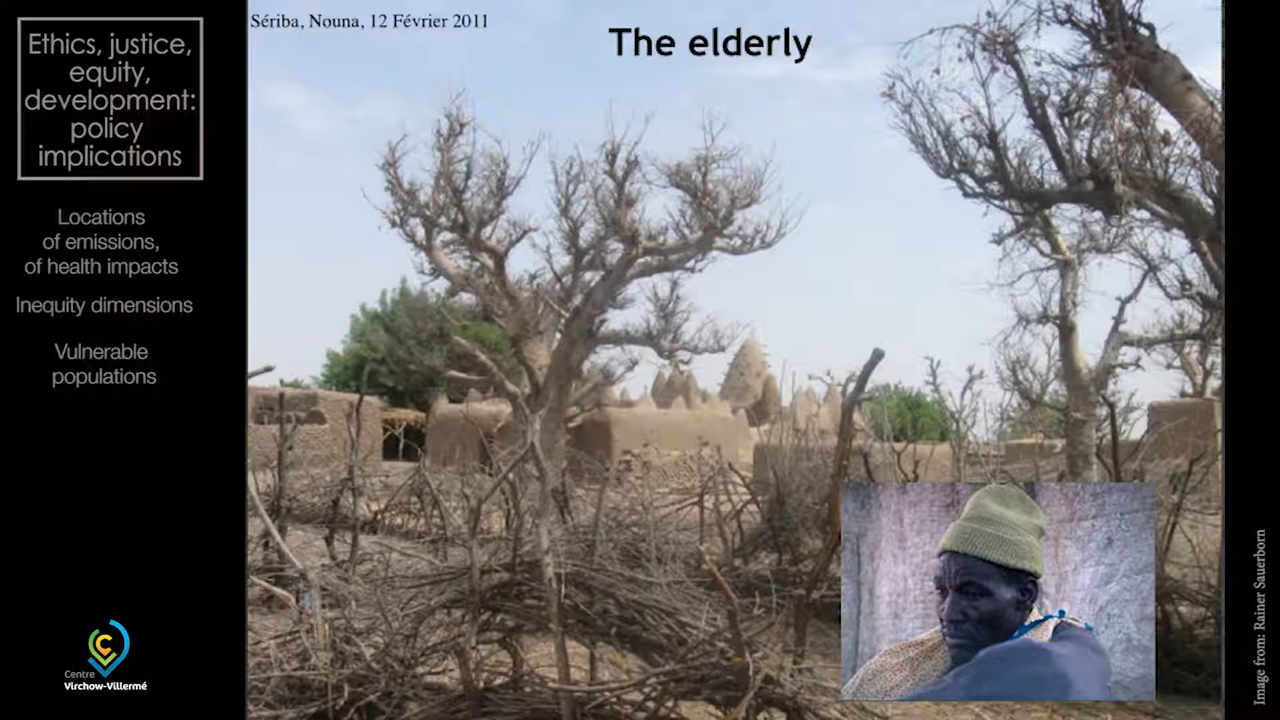 Ethics, justice,
equity,
development:
policy
implications
Locations
of emissions,
of health impacts
Inequity dimensions
Vulnerable
populations
Centre
Virchow-Villermé
Sériba, Nouna, 12 Février 2011
The elderly
Image from: Rainer Sauerborn